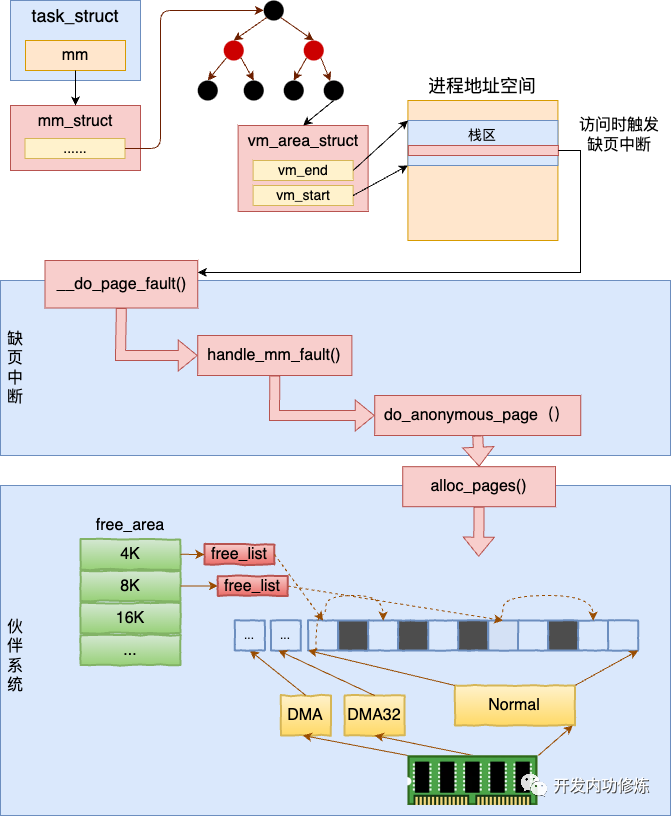 task_struct
mm
mm_struct
......
vm_area_struct
vm_end
vm_start
进程地址空间
栈区
访问时触发
缺页中断
缺页中断
__do_page_fault()
handle_mm_fault()
do_anonymous_page（）
alloc_pages()
伙伴系统
free_area
4K
8K
16K
...
free_list
free_list
...
...
DMA
DMA32
Normal
开发内功修炼